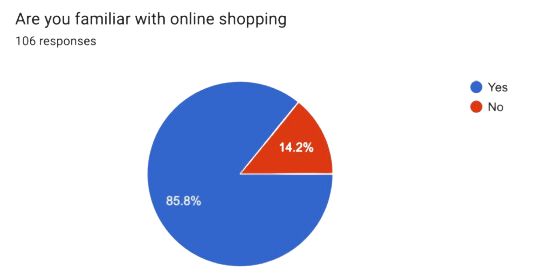 Are you familiar with online shopping
106 responses
Yes
No
14.2%
85.8%